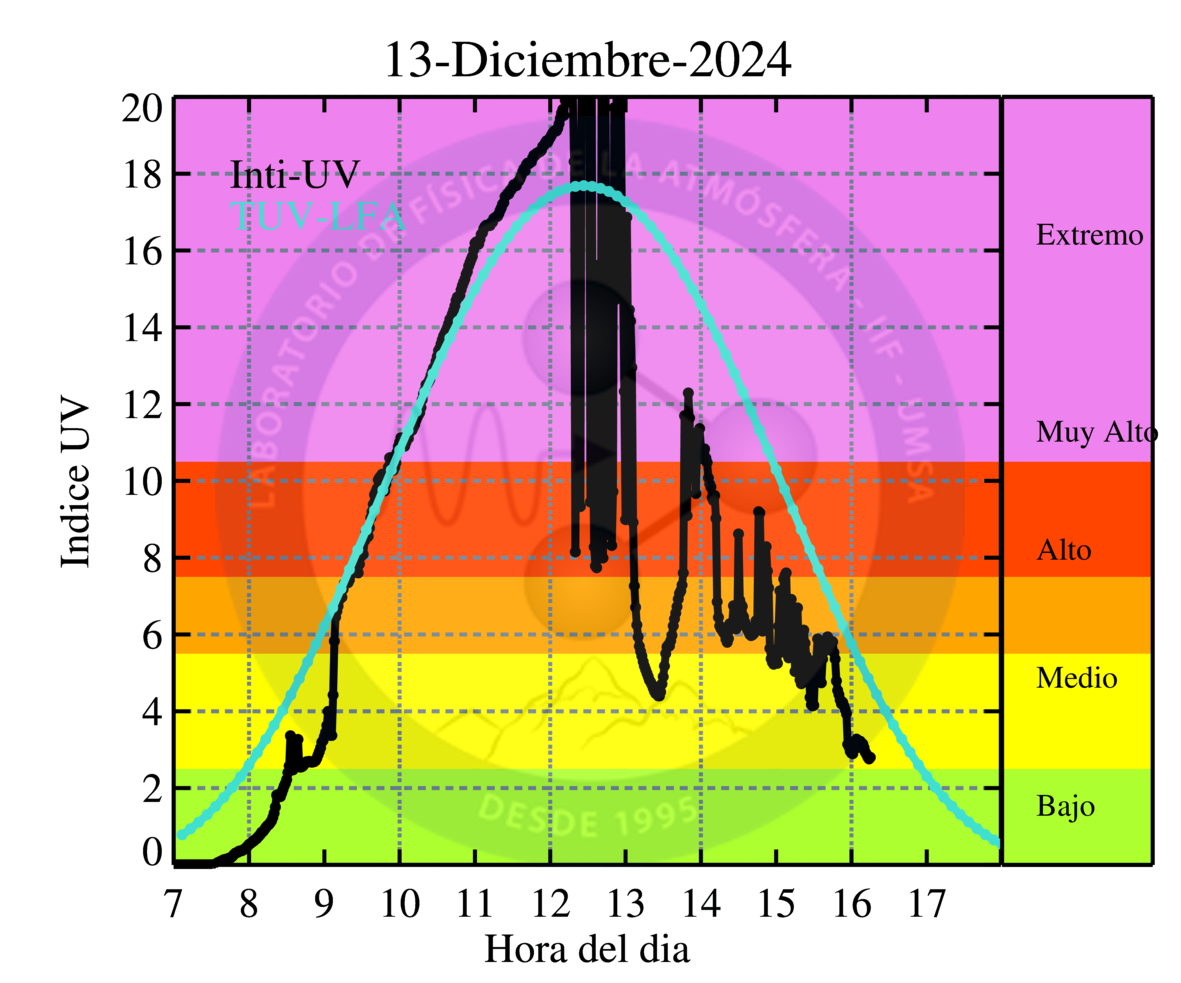 13-Diciembre-2024
Inti-UV
TUV-LFA
Indice UV
20
18
16
14
12
10
8
6
4
2
0
7 8 9 10 11 12 13 14 15 16 17
Hora del dia
Extremo
Muy Alto
Alto
Medio
Bajo
LABORATORIO DE FÍSICA DE LA ATMÓSFERA - IIF - UMSA
DESDE 1995